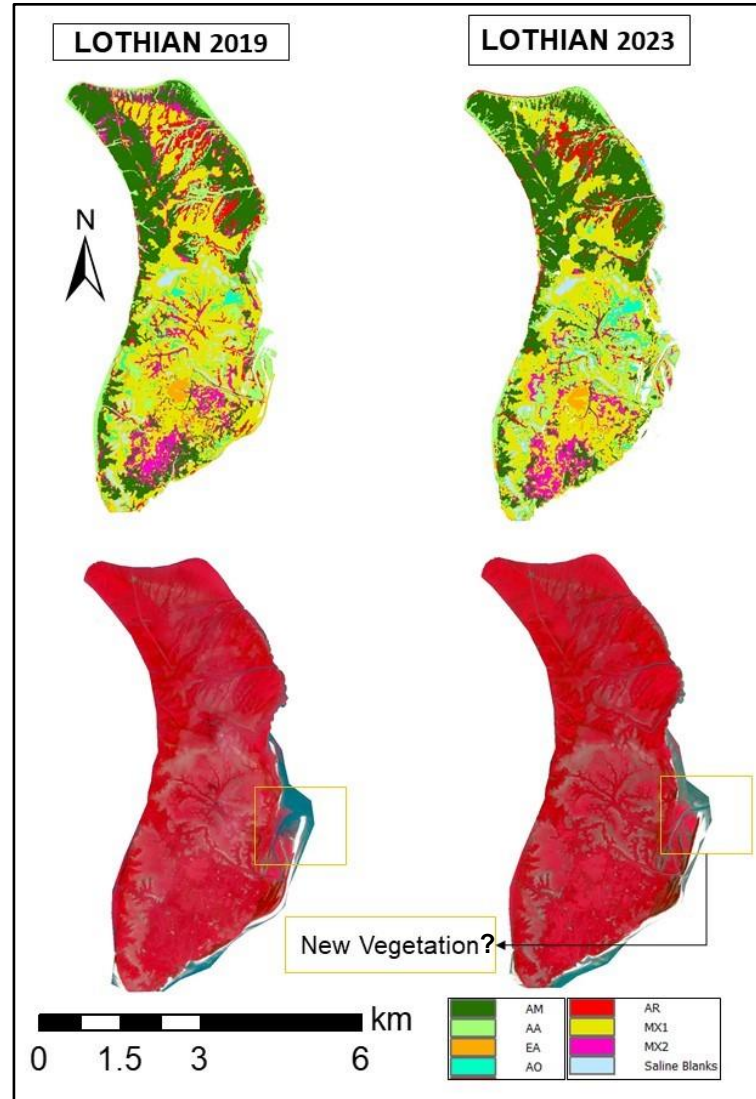 LOTHIAN 2019
LOTHIAN 2023
N
New Vegetation?
km
0 1.5 3 6
AM AR
AA MX1
EA MX2
AO Saline Blanks